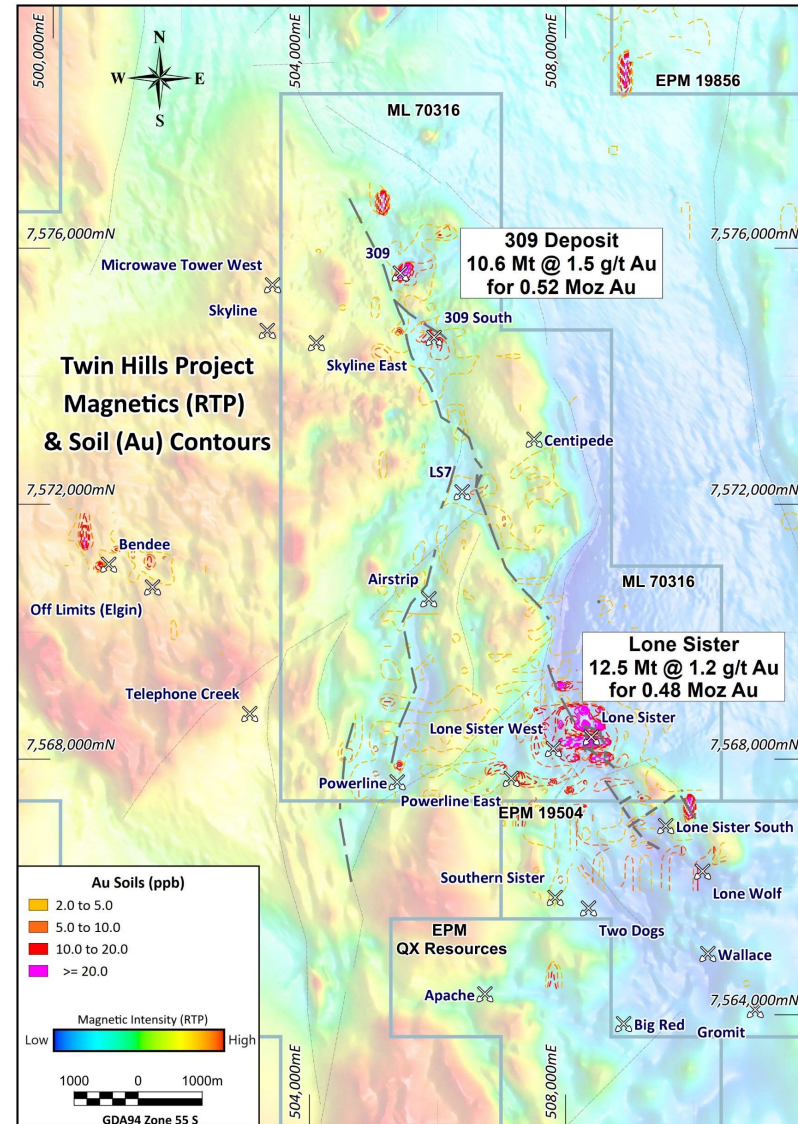 500,000mE
504,000mE
508,000mE
N
W
E
S
EPM 19856
ML 70316
7,576,000mN
7,576,000mN
309 Deposit
10.6 Mt @ 1.5 g/t Au
for 0.52 Moz Au
309
Microwave Tower West
Skyline
309 South
Skyline East
Twin Hills Project
Magnetics (RTP)
& Soil (Au) Contours
Centipede
LS7
7,572,000mN
7,572,000mN
Bendee
Airstrip
ML 70316
Off Limits (Elgin)
Lone Sister
12.5 Mt @ 1.2 g/t Au
for 0.48 Moz Au
Telephone Creek
Lone Sister
Lone Sister West
7,568,000mN
7,568,000mN
Powerline
Powerline East
EPM 19504
Lone Sister South
Southern Sister
Lone Wolf
Two Dogs
EPM
QX Resources
Wallace
Apache
7,564,000mN
Big Red
Gromit
Au Soils (ppb)
2.0 to 5.0
5.0 to 10.0
10.0 to 20.0
>= 20.0
Magnetic Intensity (RTP)
Low
High
1000
0
1000m
GDA94 Zone 55 S
504,000mE
508,000mE